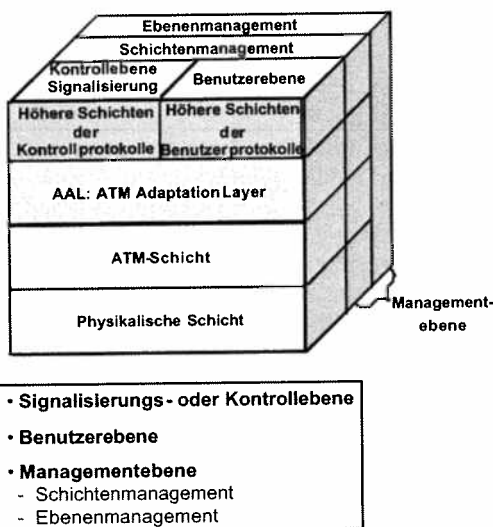 Ebenenmanagement
Schichtenmanagement
Kontrollebene
Signalisierung
Benutzerebene
Höhere Schichten
der
Kontrollprotokolle
Höhere Schichten
der
Benutzerprotokolle
AAL: ATM Adaptation Layer
ATM-Schicht
Physikalische Schicht
Management-
ebene
• Signalisierungs- oder Kontrollebene
• Benutzerebene
• Managementebene
- Schichtenmanagement
- Ebenenmanagement